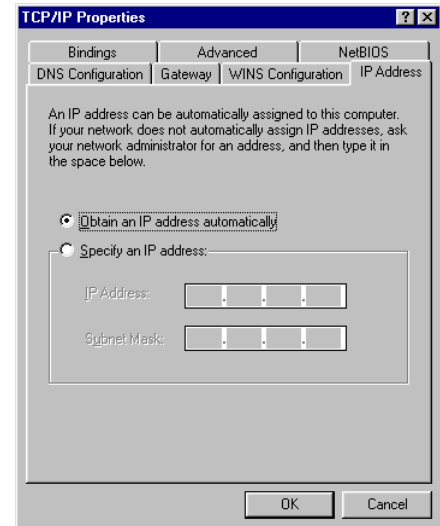 TCP/IP Properties
Bindings Advanced NetBIOS
DNS Configuration Gateway WINS Configuration IP Address
An IP address can be automatically assigned to this computer.
If your network does not automatically assign IP addresses, ask
your network administrator for an address, and then type it in
the space below.
Obtain an IP address automatically
Specify an IP address:
IP Address:
Subnet Mask:
OK Cancel